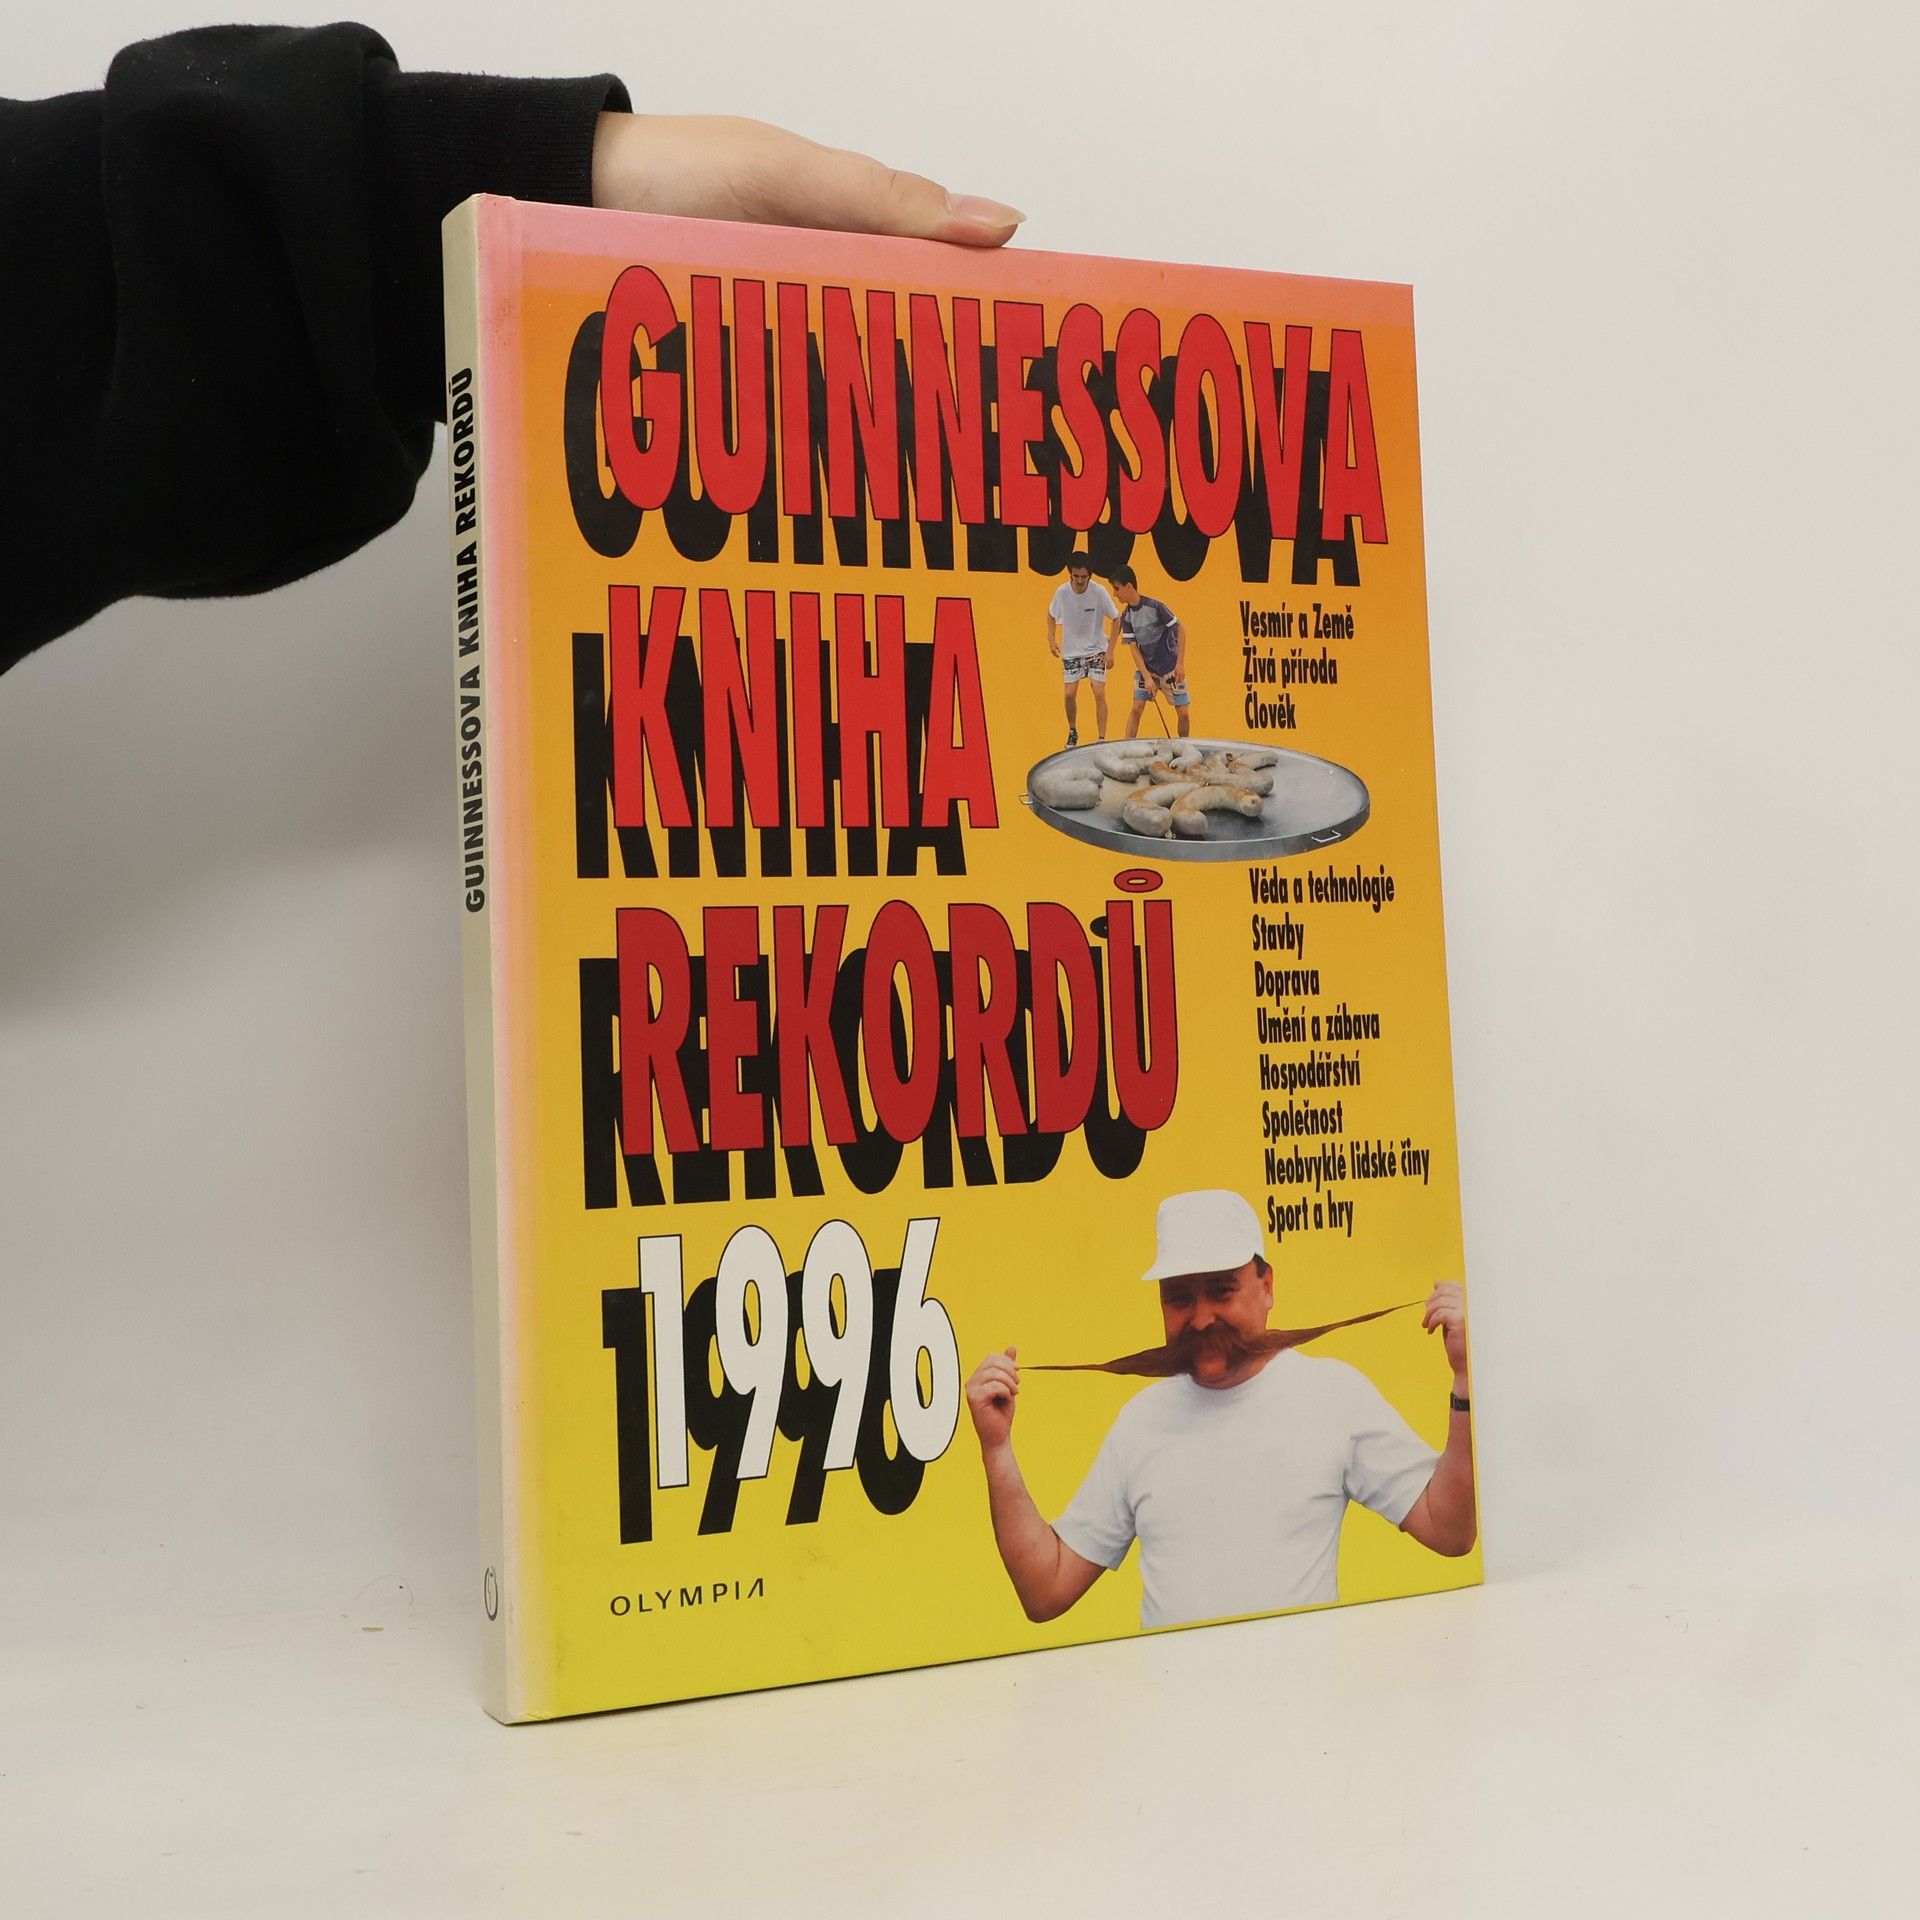 GUINNESSOVA KNIHA REKORDŮ
GUINNESSOVA
KNIHA
REKORDŮ
1996
Vesmír a Země
Živá příroda
Člověk
Věda a technologie
Stavby
Doprava
Umění a zábava
Hospodářství
Společnost
Neobvyklé lidské činy
Sport a hry
OLYMPIA